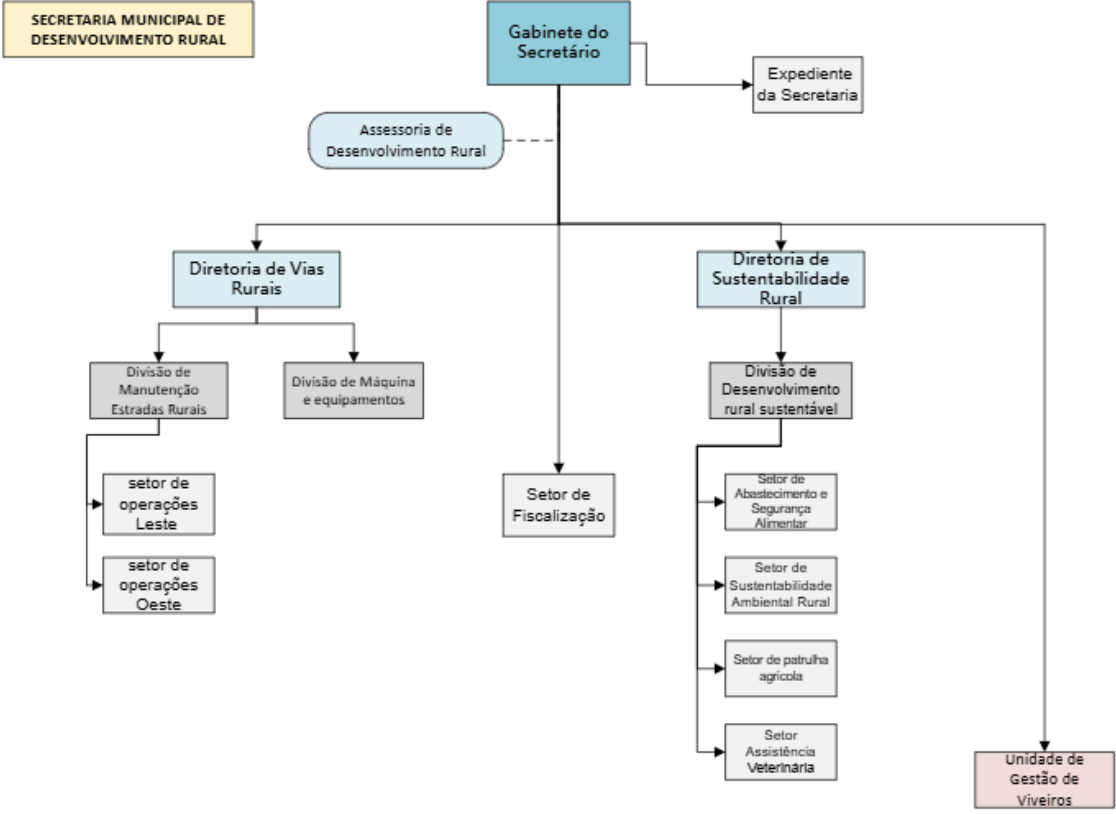 SECRETARIA MUNICIPAL DE
DESENVOLVIMENTO RURAL
Gabinete do
Secretário
Expediente
da Secretaria
Assessoria de
Desenvolvimento Rural
Diretoria de Vias
Rurais
Diretoria de
Sustentabilidade
Rural
Divisão de
Manutenção
Estradas Rurais
Divisão de Máquina
e equipamentos
Divisão de
Desenvolvimento
rural sustentável
setor de
operações
Leste
setor de
operações
Oeste
Setor de
Fiscalização
Setor de
Abastecimento e
Segurança
Alimentar
Setor de
Sustentabilidade
Ambiental Rural
Setor de patrulha
agricola
Setor
Assistência
Veterinária
Unidade de
Gestão de
Viveiros